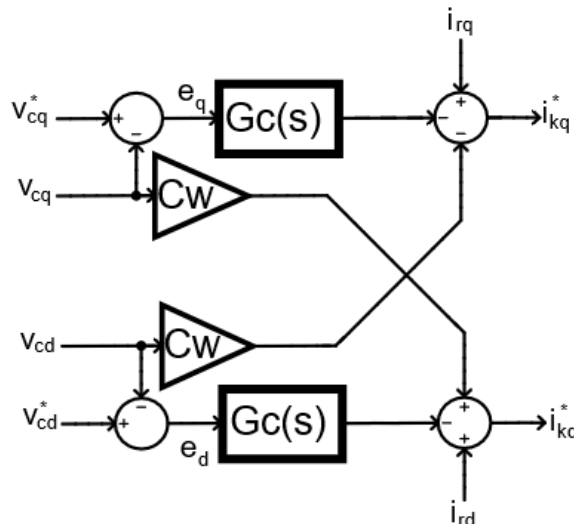 i_rq
v*_cq + e_q Gc(s) − + i*_kq
− −
v_cq Cw
v_cd Cw
− +
v*_cd + e_d Gc(s) − + i*_kd
i_rd